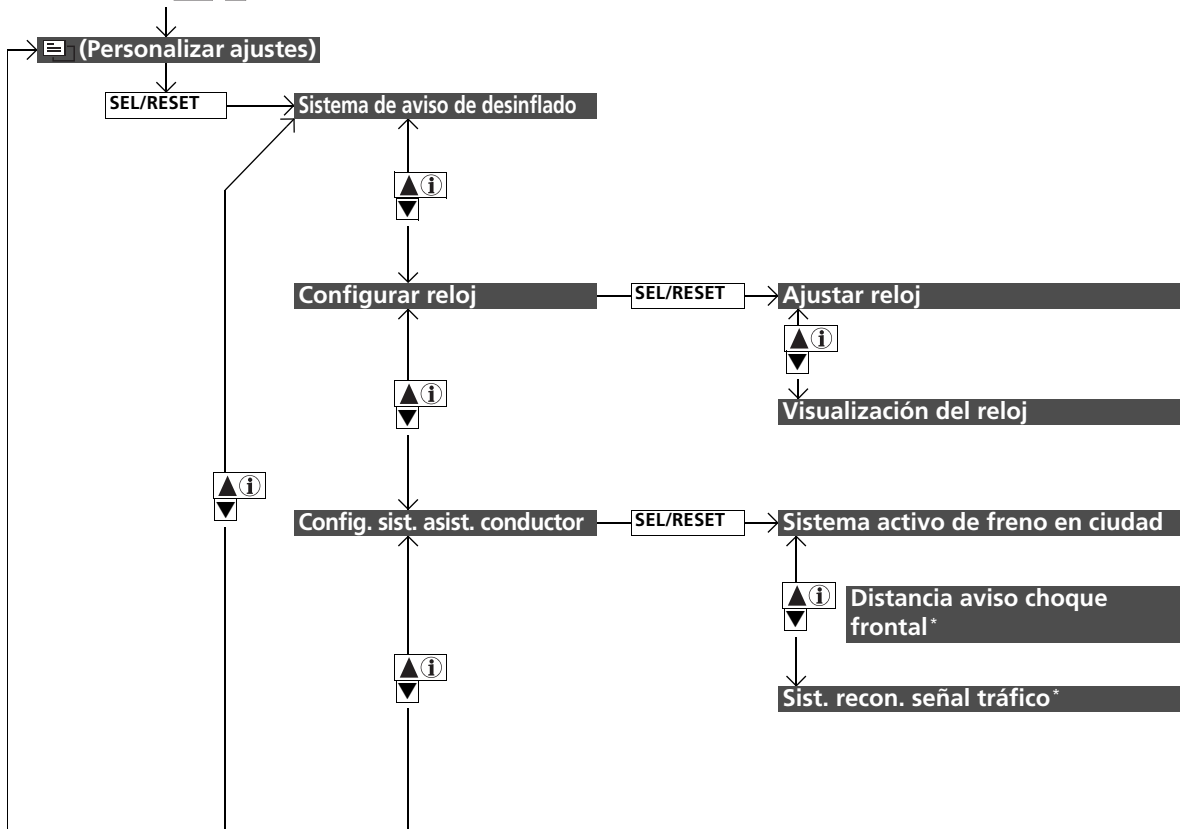 (Personalizar ajustes)
SEL/RESET
Sistema de aviso de desinflado
▲ i
▼
Configurar reloj
SEL/RESET
Ajustar reloj
▲ i
▼
▲ i
▼
Visualización del reloj
▲ i
▼
Config. sist. asist. conductor
SEL/RESET
Sistema activo de freno en ciudad
▲ i
▼
Distancia aviso choque
frontal*
▲ i
▼
Sist. recon. señal tráfico*